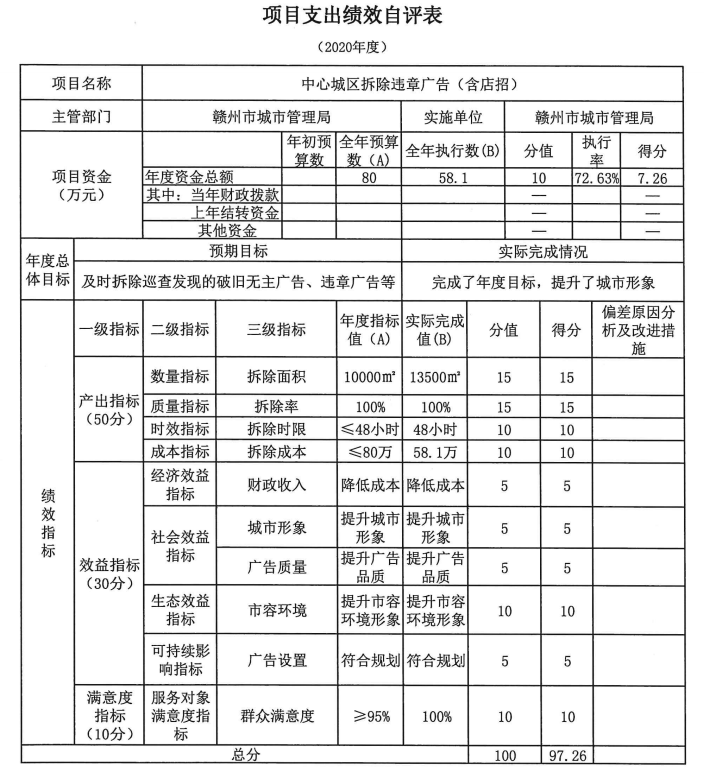 项目支出绩效自评表
（2020年度）
项目名称 中心城区拆除违章广告（含店招）
主管部门 赣州市城市管理局 实施单位 赣州市城市管理局
项目资金（万元） 年初预算数 全年预算数（A） 全年执行数(B) 分值 执行率 得分
年度资金总额 80 58.1 10 72.63% 7.26
其中：当年财政拨款 — —
上年结转资金 — —
其他资金 — —
年度总体目标 预期目标 实际完成情况
及时拆除巡查发现的破旧无主广告、违章广告等 完成了年度目标，提升了城市形象
绩效指标 一级指标 二级指标 三级指标 年度指标值（A） 实际完成值(B) 分值 得分 偏差原因分析及改进措施
产出指标（50分） 数量指标 拆除面积 10000㎡ 13500㎡ 15 15
质量指标 拆除率 100% 100% 15 15
时效指标 拆除时限 ≤48小时 48小时 10 10
成本指标 拆除成本 ≤80万 58.1万 10 10
效益指标（30分） 经济效益指标 财政收入 降低成本 降低成本 5 5
社会效益指标 城市形象 提升城市形象 提升城市形象 5 5
广告质量 提升广告品质 提升广告品质 5 5
生态效益指标 市容环境 提升市容环境形象 提升市容环境形象 10 10
可持续影响指标 广告设置 符合规划 符合规划 5 5
满意度指标（10分） 服务对象满意度指标 群众满意度 ≥95% 100% 10 10
总分 100 97.26